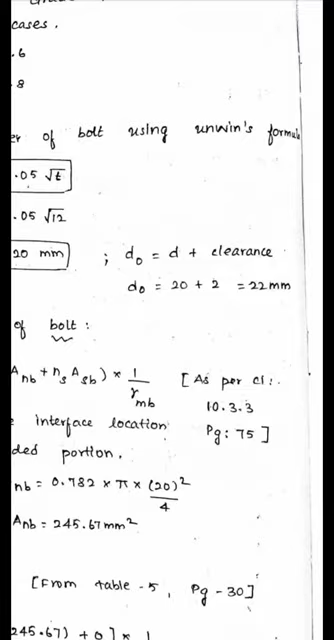 cases.
.6
.8
er of bolt using unwin's formula
.05 √t
.05 √12
20 mm ; d₀ = d + clearance
d₀ = 20 + 2 = 22mm
of bolt :
Anb + ns Asb) × 1/γmb [As per cl:.
10.3.3
interface location Pg: 75]
ded portion.
nb = 0.782 × π × (20)²/4
Anb = 245.67mm²
[From table -5, Pg - 30]
245.67) + 0] × 1